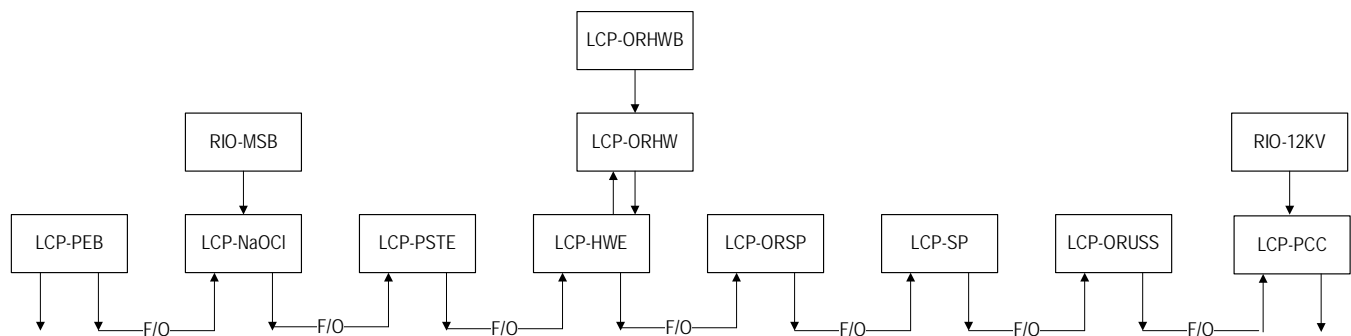 LCP-ORHWB
RIO-MSB
LCP-ORHW
RIO-12KV
LCP-PEB
LCP-NaOCl
LCP-PSTE
LCP-HWE
LCP-ORSP
LCP-SP
LCP-ORUSS
LCP-PCC
F/O
F/O
F/O
F/O
F/O
F/O
F/O